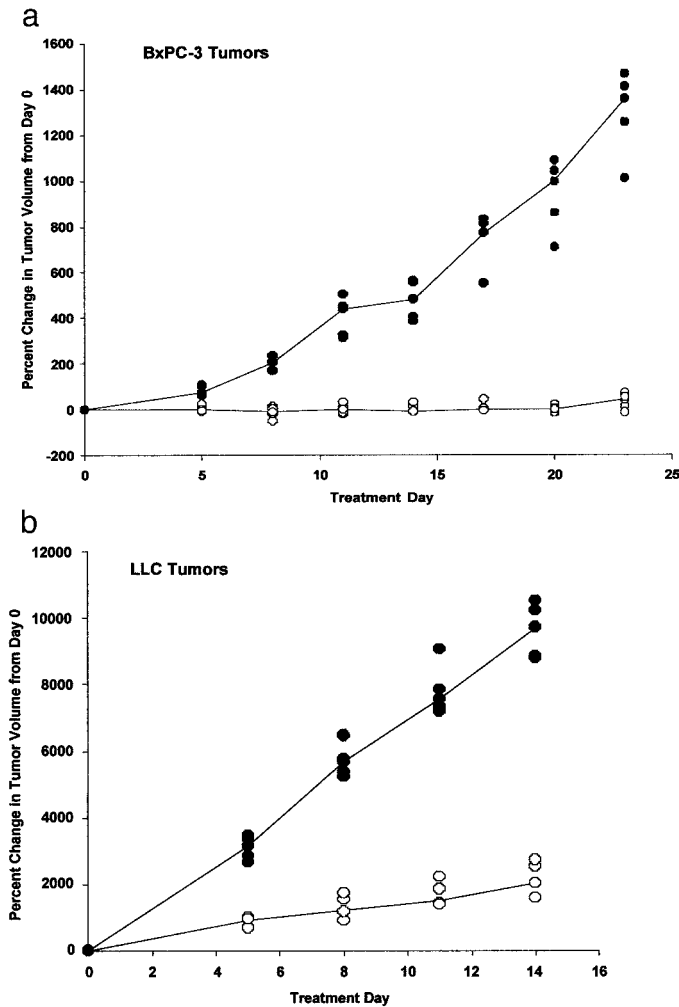 a
BxPC-3 Tumors
Percent Change in Tumor Volume from Day 0
1600
1400
1200
1000
800
600
400
200
0
-200
0 5 10 15 20 25
Treatment Day
b
LLC Tumors
Percent Change in Tumor Volume from Day 0
12000
10000
8000
6000
4000
2000
0
0 2 4 6 8 10 12 14 16
Treatment Day